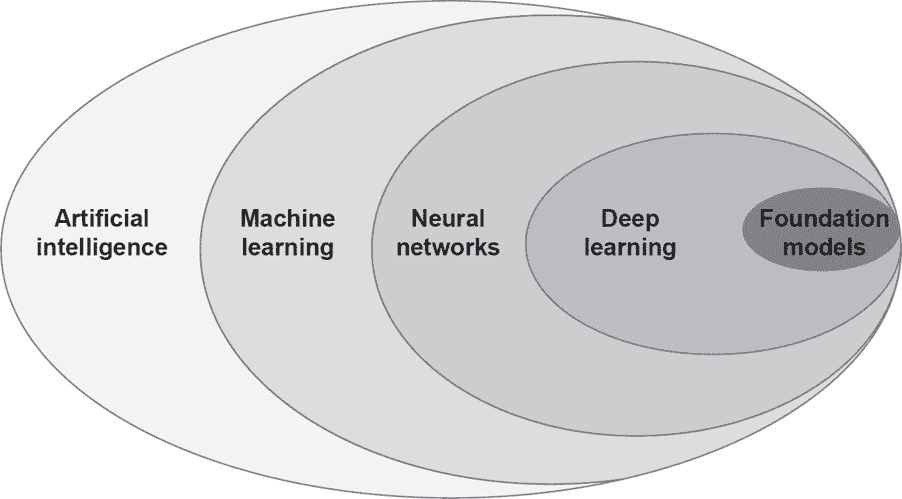 Artificial
intelligence
Machine
learning
Neural
networks
Deep
learning
Foundation
models